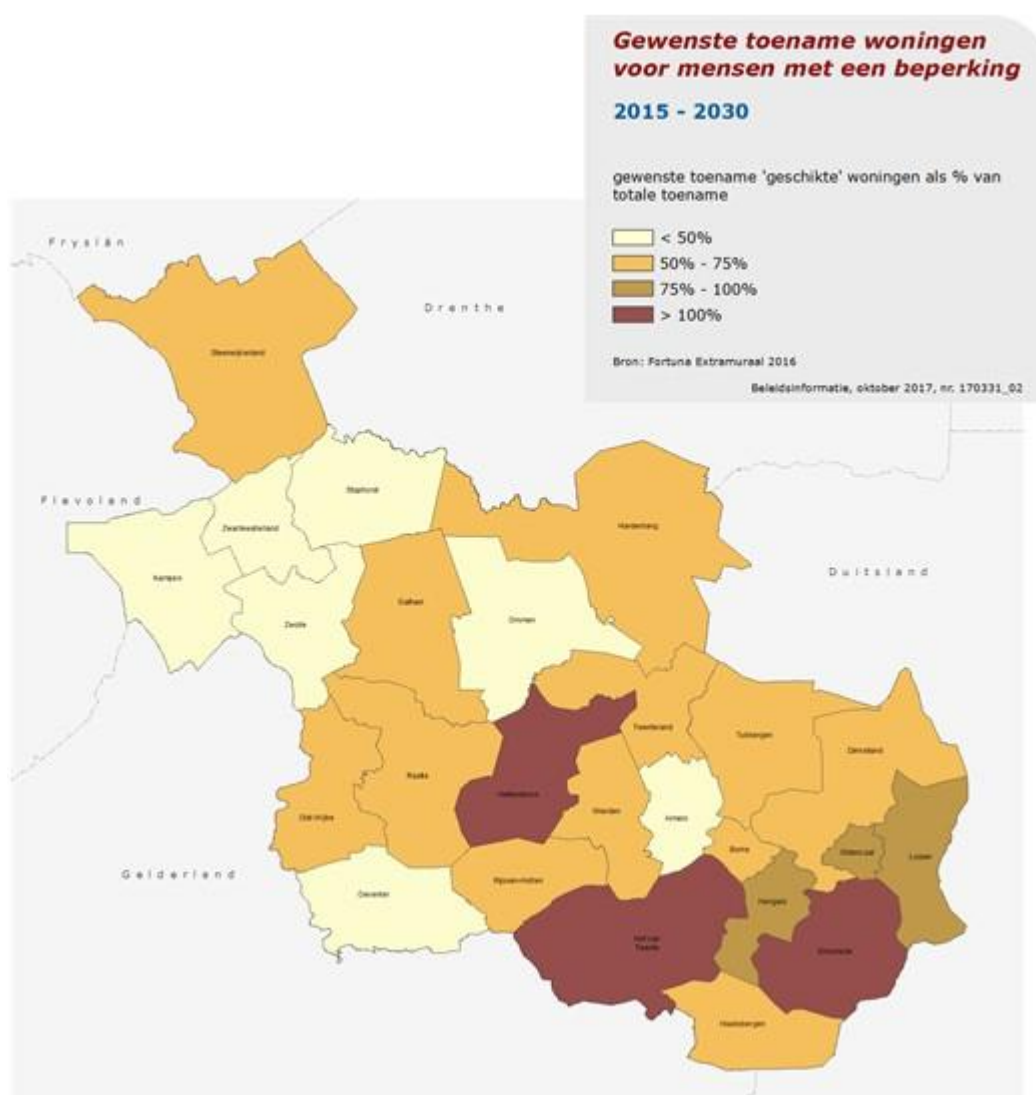 Gewenste toename woningen
voor mensen met een beperking
2015 - 2030
gewenste toename 'geschikte' woningen als % van
totale toename
< 50%
50% - 75%
75% - 100%
> 100%
Bron: Fortuna Extramuraal 2016
Beleidsinformatie, oktober 2017, nr. 170331_02
Fryslân
Drenthe
Steenwijkerland
Flevoland
Staphorst
Zwartewaterland
Hardenberg
Kampen
Duitsland
Dalfsen
Ommen
Zwolle
Twenterand
Tubbergen
Dinkelland
Raalte
Hellendoorn
Wierden
Almelo
Olst-Wijhe
Borne
Oldenzaal
Losser
Gelderland
Rijssen-Holten
Deventer
Hengelo
Hof van
Twente
Enschede
Haaksbergen